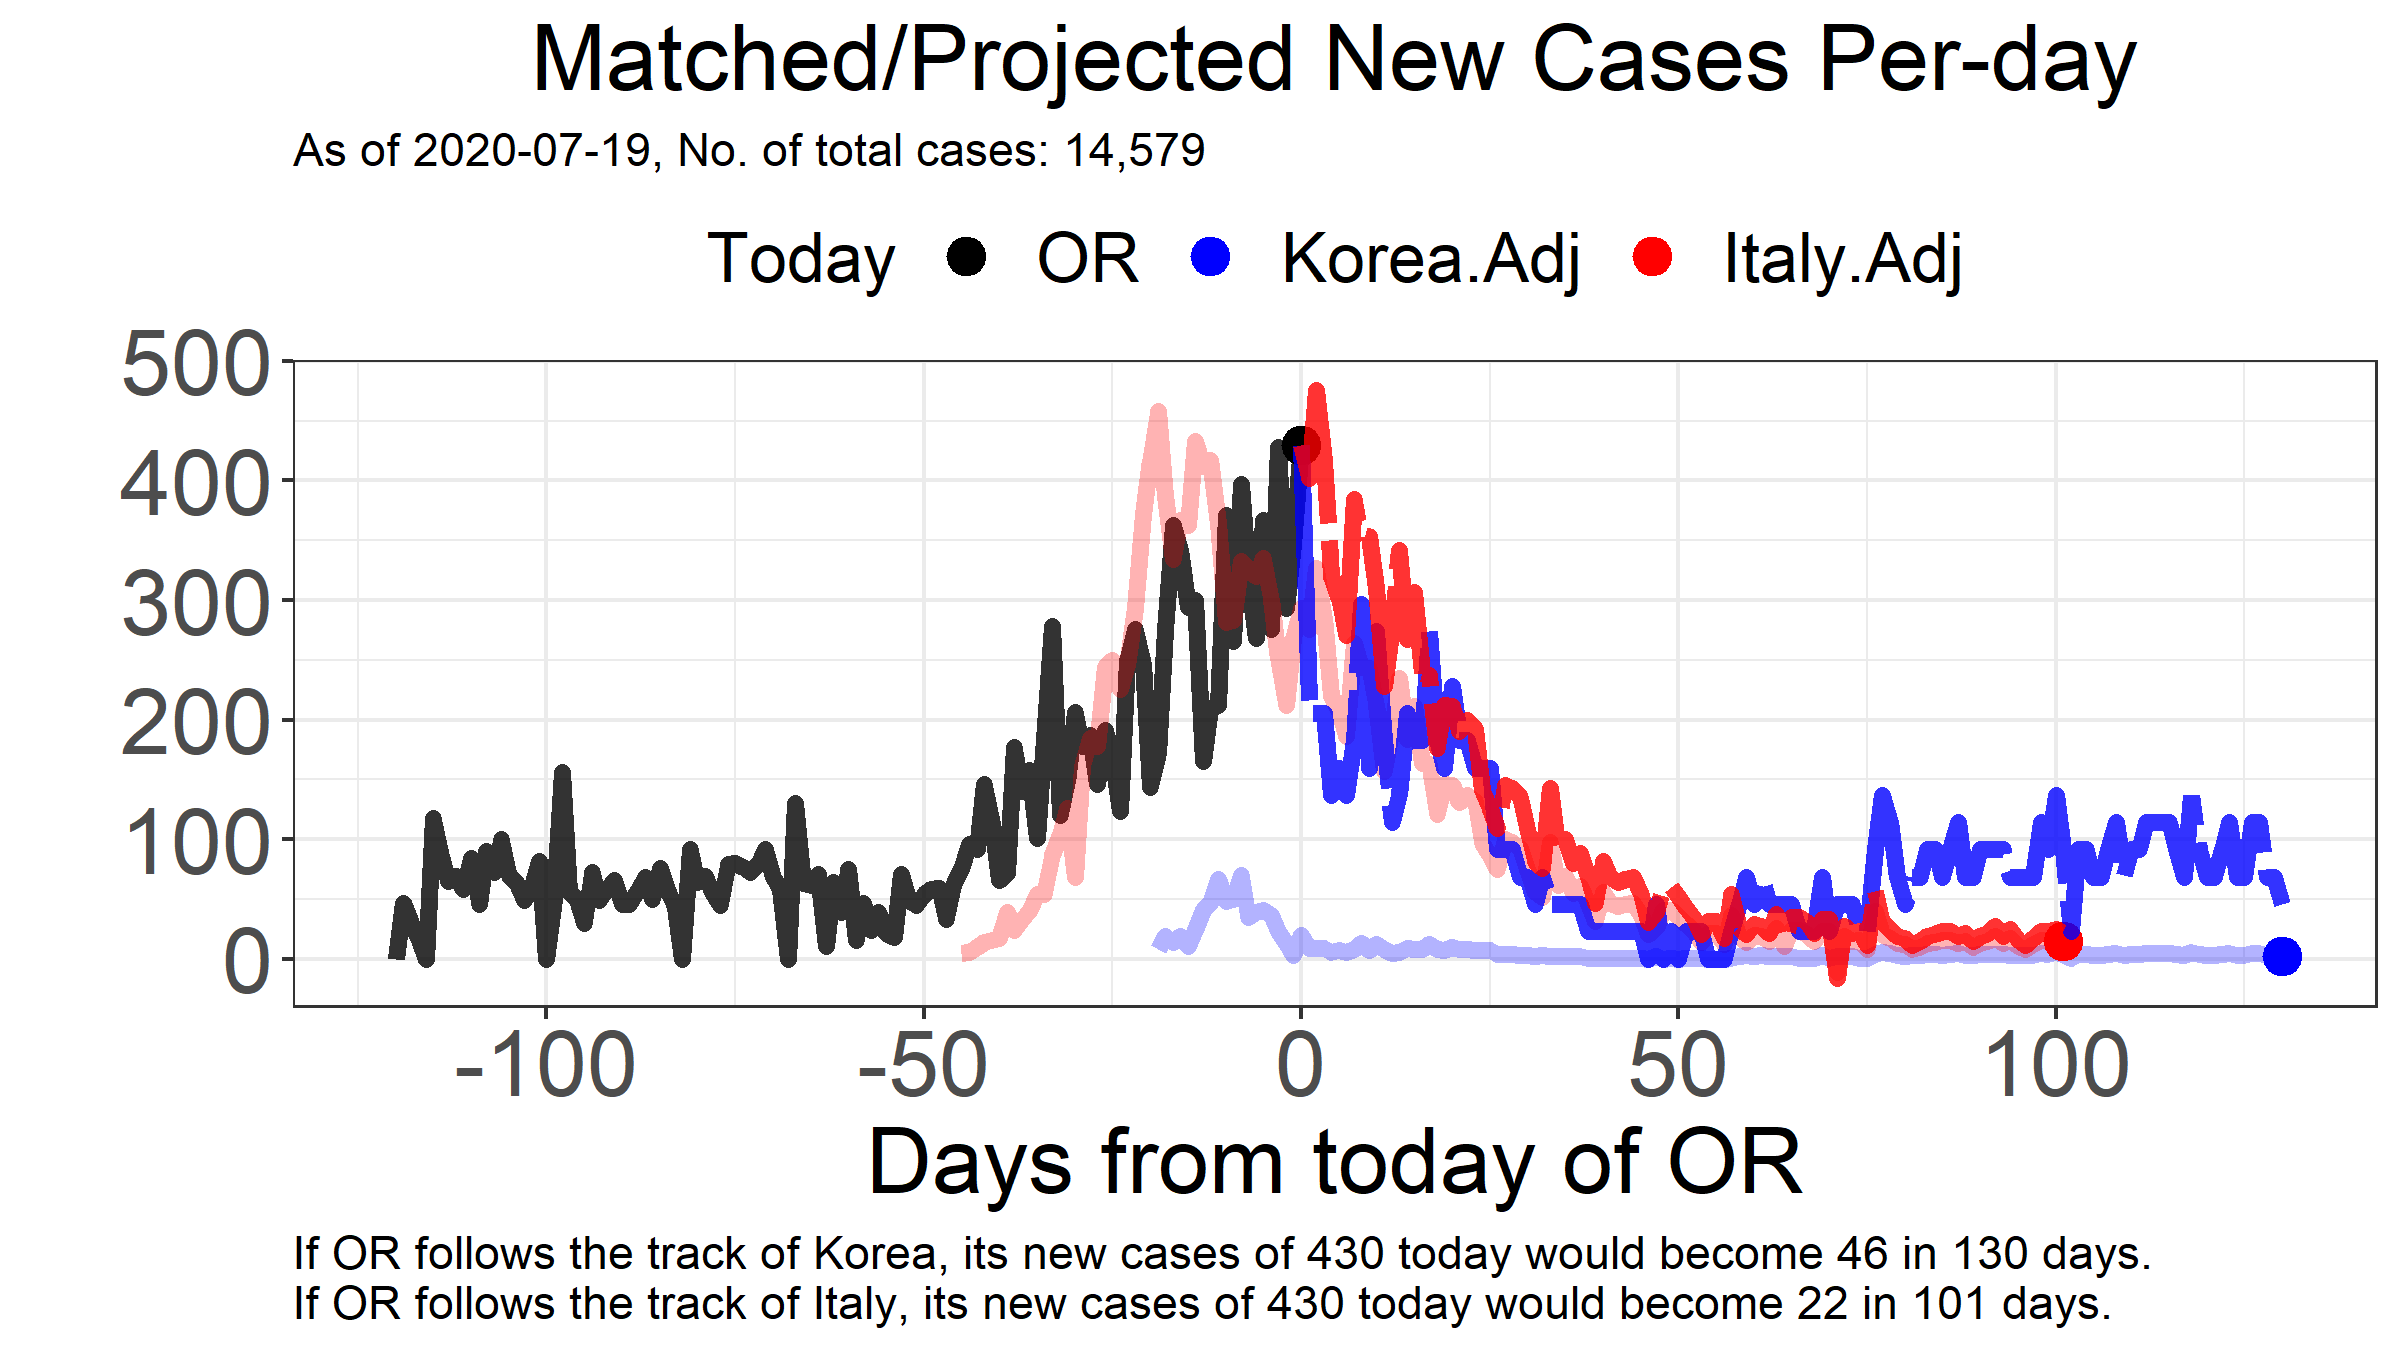 Matched/Projected New Cases Per-day
As of 2020-07-19, No. of total cases: 14,579
Today OR Korea.Adj Italy.Adj
500
400
300
200
100
0
-100 -50 0 50 100
Days from today of OR
If OR follows the track of Korea, its new cases of 430 today would become 46 in 130 days.
If OR follows the track of Italy, its new cases of 430 today would become 22 in 101 days.